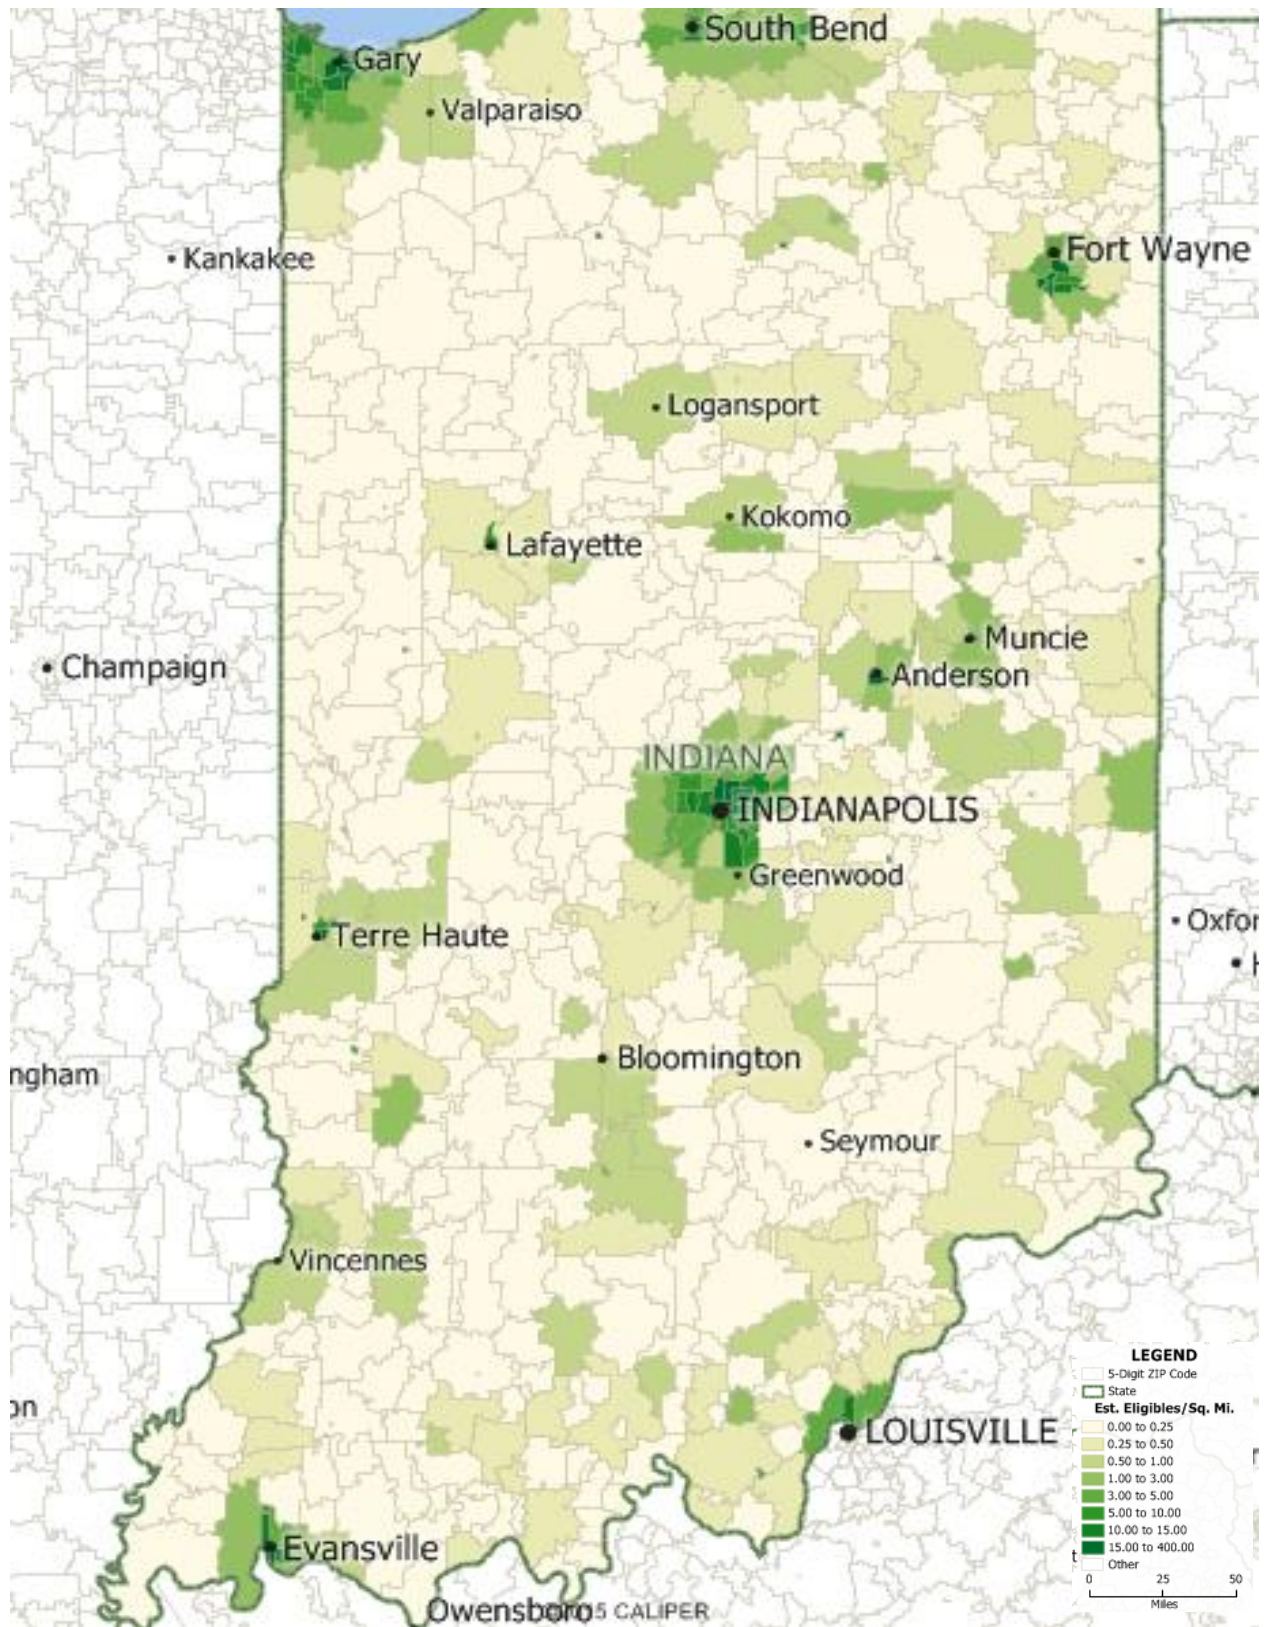 South Bend
Gary
Valparaiso
Kankakee
Fort Wayne
Logansport
Kokomo
Lafayette
Muncie
Champaign
Anderson
INDIANA
INDIANAPOLIS
Greenwood
Oxfor
Terre Haute
H
Bloomington
ngham
Seymour
Vincennes
LEGEND
5-Digit ZIP Code
State
Est. Eligibles/Sq. Mi.
0.00 to 0.25
0.25 to 0.50
0.50 to 1.00
1.00 to 3.00
3.00 to 5.00
5.00 to 10.00
10.00 to 15.00
15.00 to 400.00
Other
0 25 50
Miles
on
LOUISVILLE
Evansville
t
Owensboro
5 CALIPER